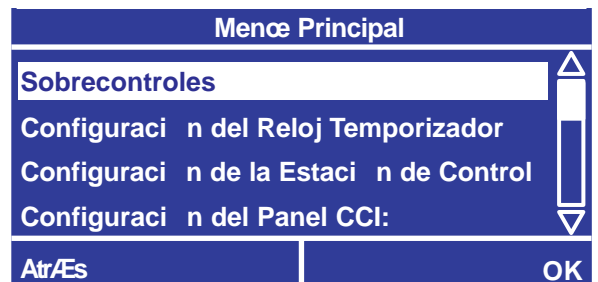 Menœ Principal
Sobrecontroles
Configuraci n del Reloj Temporizador
Configuraci n de la Estaci n de Control
Configuraci n del Panel CCI:
AtrÆs OK